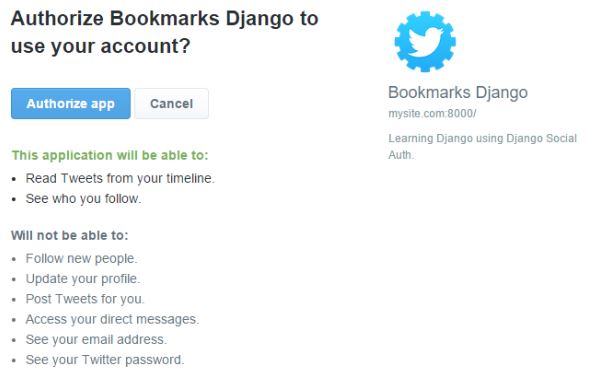 Authorize Bookmarks Django to
use your account?
Authorize app
Cancel
This application will be able to:
• Read Tweets from your timeline.
• See who you follow.
Will not be able to:
• Follow new people.
• Update your profile.
• Post Tweets for you.
• Access your direct messages.
• See your email address.
• See your Twitter password.
Bookmarks Django
mysite.com:8000/
Learning Django using Django Social
Auth.